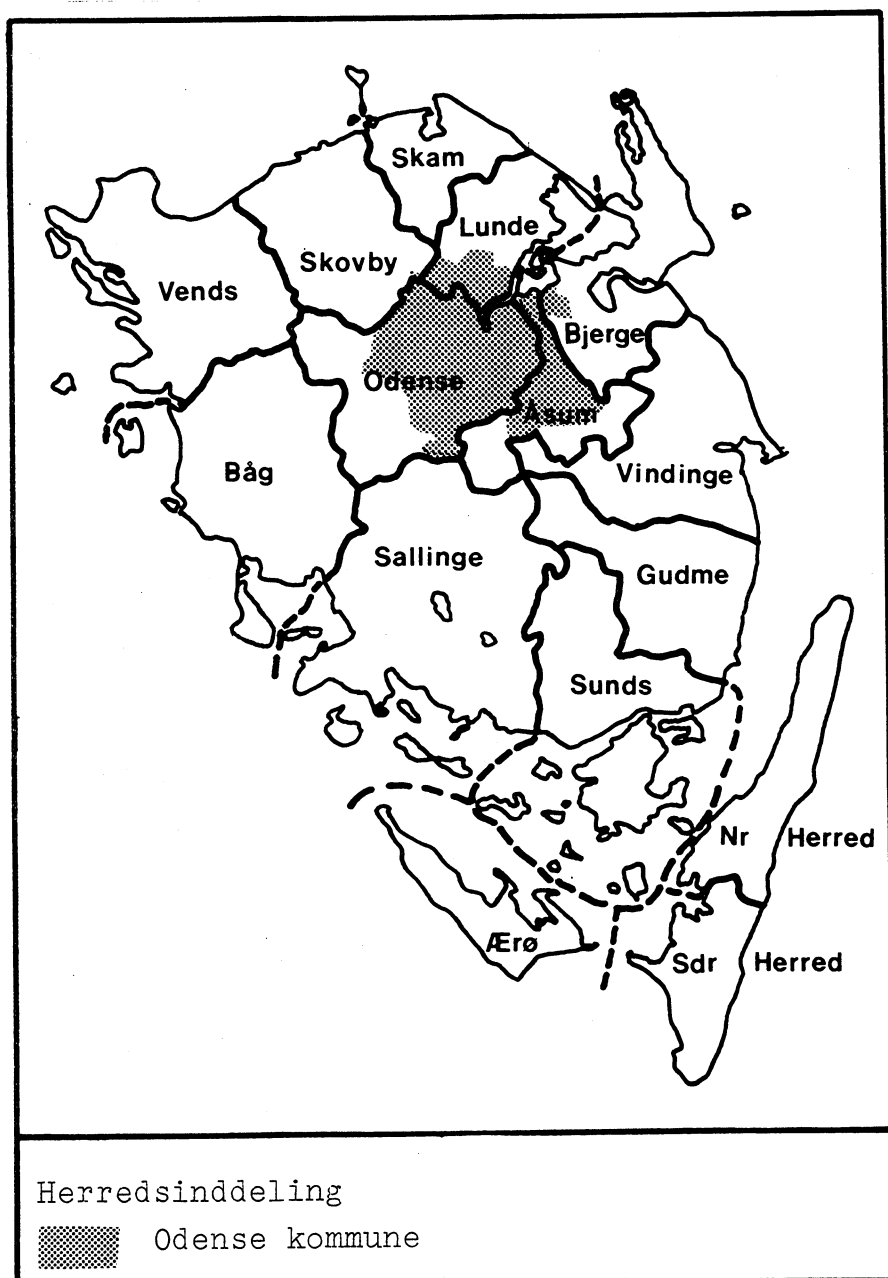 Skam
Lunde
Skovby
Vends
Bjerge
Odense
Åsum
Båg
Vindinge
Sallinge
Gudme
Sunds
Nr Herred
Ærø
Sdr Herred
Herredsinddeling
Odense kommune